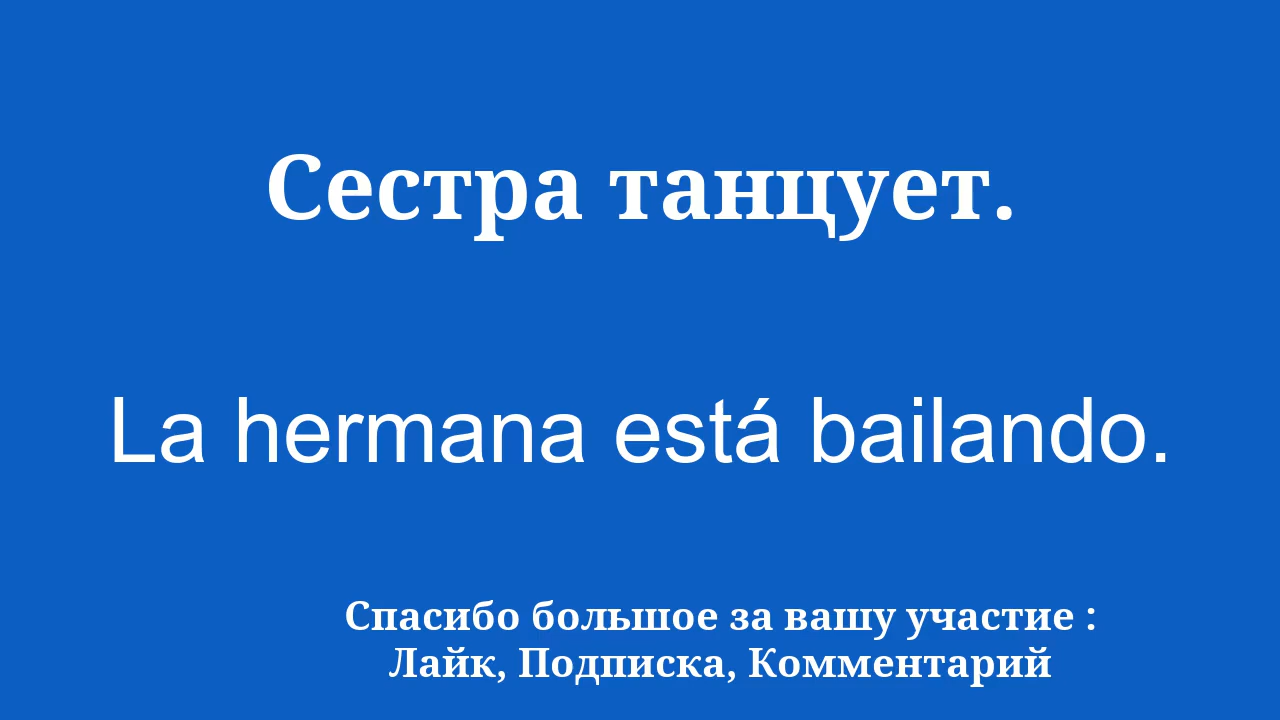 Сестра танцует.
La hermana está bailando.
Спасибо большое за вашу участие :
Лайк, Подписка, Комментарий